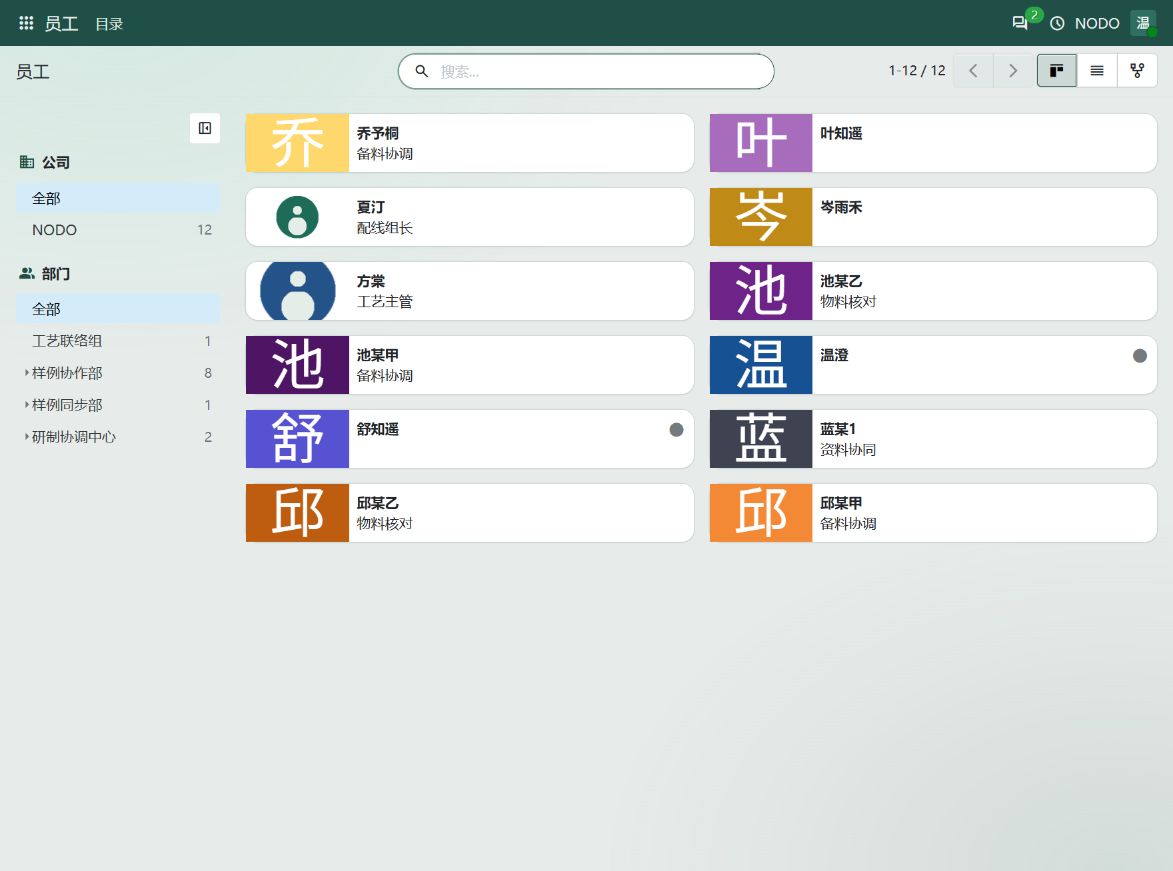 员工 目录 2 NODO 温
员工 搜索... 1-12 / 12
公司
全部
NODO 12
部门
全部
工艺联络组 1
样例协作部 8
样例同步部 1
研制协调中心 2
乔 乔予桐
备料协调
叶 叶知遥
夏汀
配线组长
岑 岑雨禾
方棠
工艺主管
池 池某乙
物料核对
池 池某甲
备料协调
温 温澄
舒 舒知遥
蓝 蓝某1
资料协同
邱 邱某乙
物料核对
邱 邱某甲
备料协调